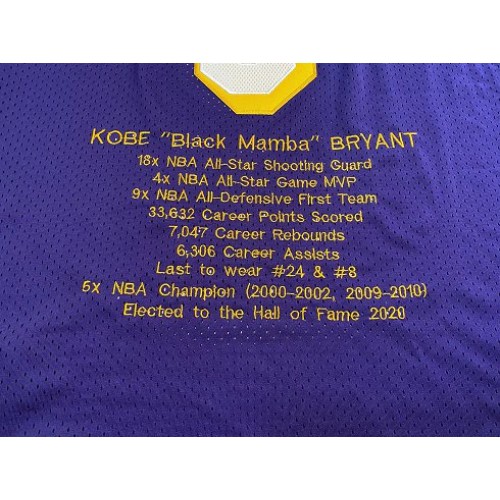 KOBE "Black Mamba" BRYANT
18x NBA All-Star Shooting Guard
4x NBA All-Star Game MVP
9x NBA All-Defensive First Team
33,632 Career Points Scored
7,047 Career Rebounds
6,306 Career Assists
Last to wear #24 & #8
5x NBA Champion (2000-2002, 2009-2010)
Elected to the Hall of Fame 2020